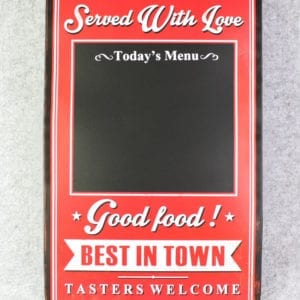 Served With Love
Today's Menu
Good food!
BEST IN TOWN
TASTERS WELCOME